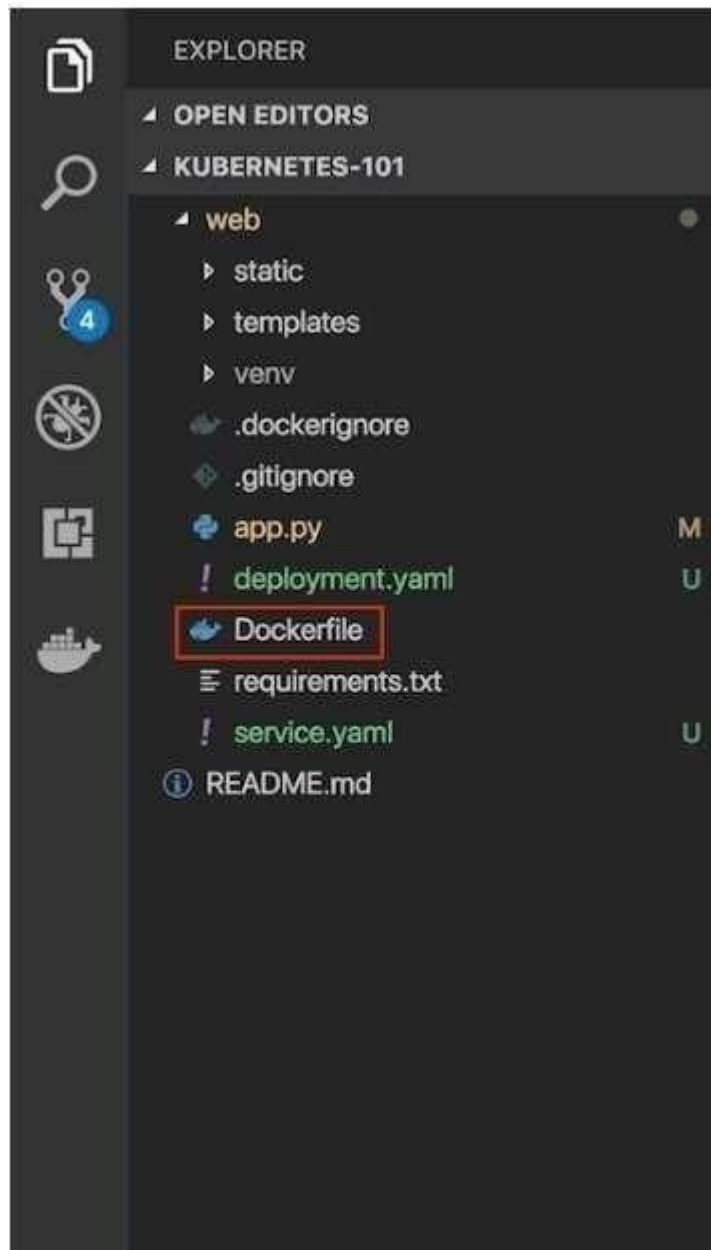 EXPLORER
OPEN EDITORS
KUBERNETES-101
web
static
4
templates
venv
.dockerignore
.gitignore
app.py M
deployment.yaml U
Dockerfile
requirements.txt
service.yaml U
README.md